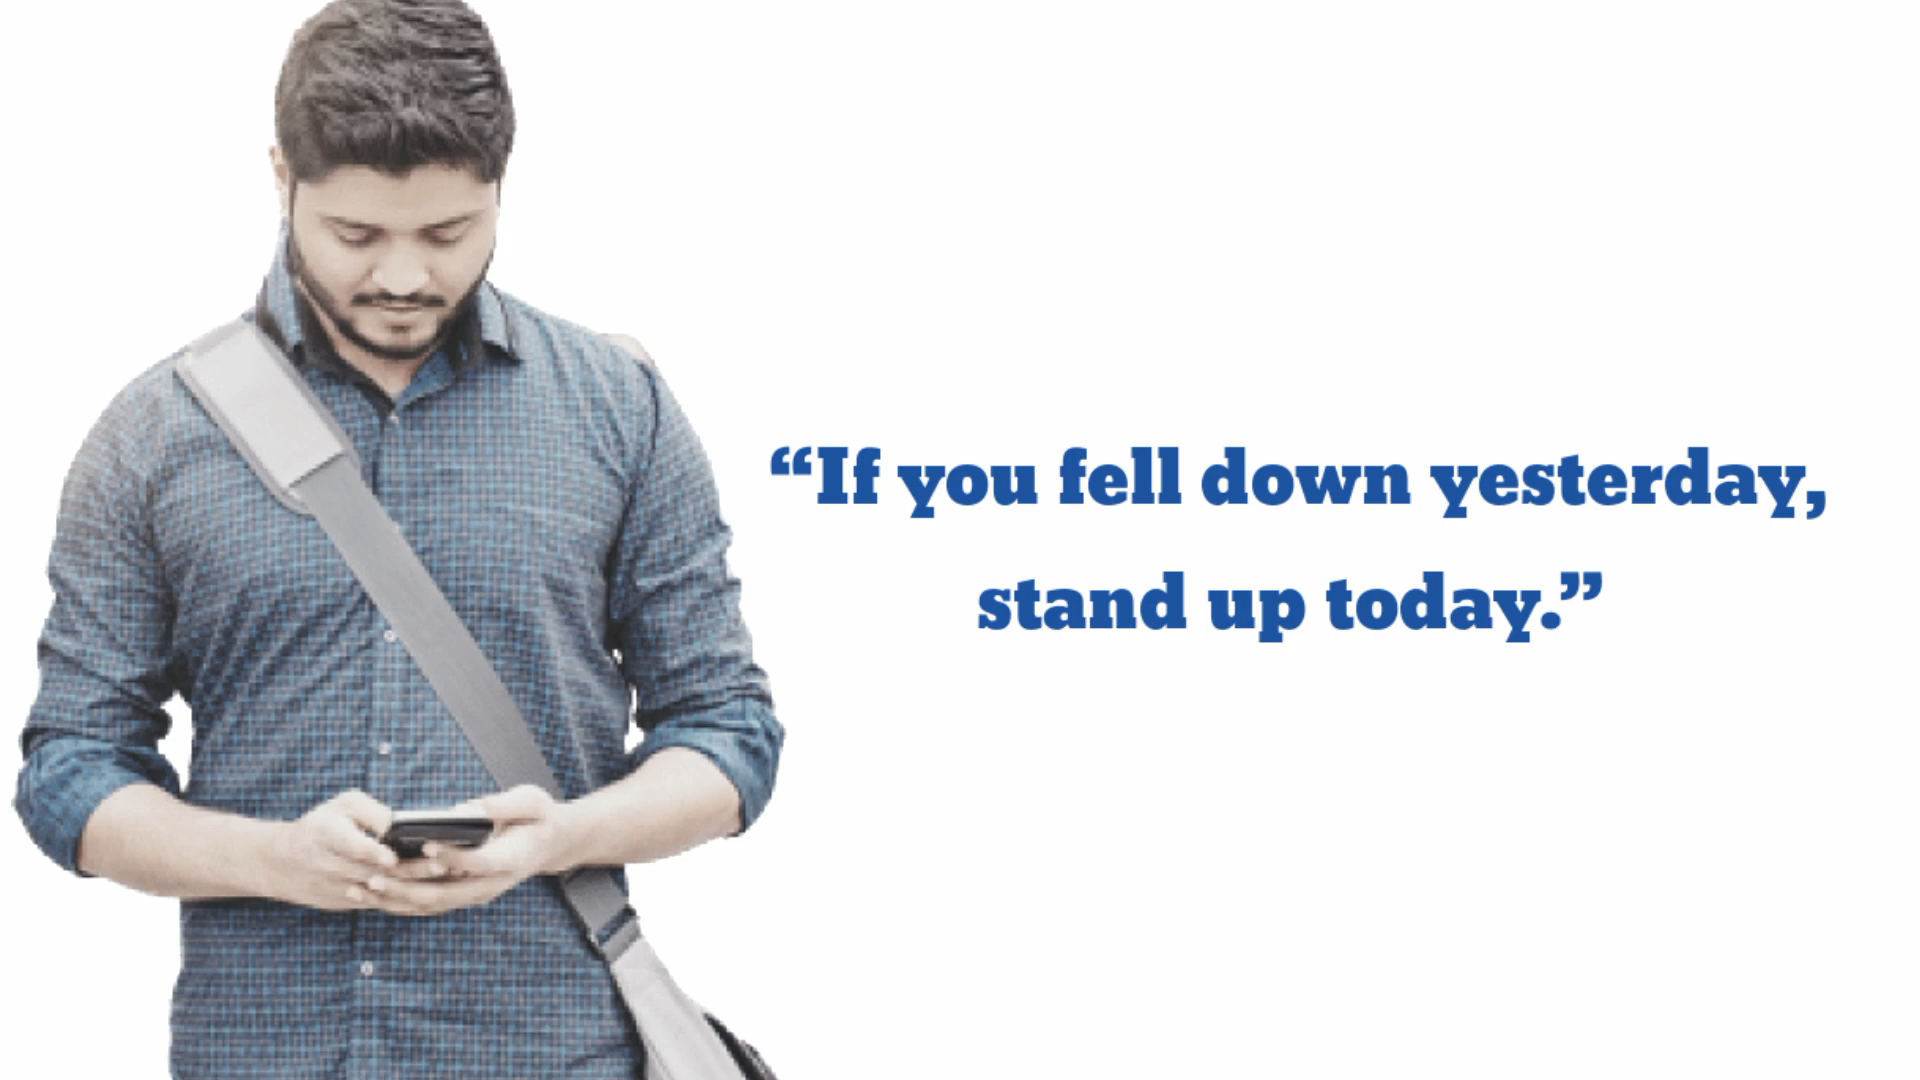 “If you fell down yesterday,
stand up today.”